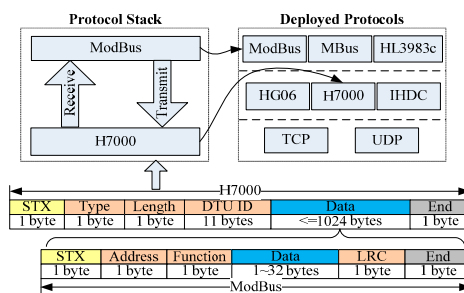 Protocol Stack
Deployed Protocols
ModBus
Receive
Transmit
H7000
ModBus MBus HL3983c
HG06 H7000 IHDC
TCP UDP
H7000
STX Type Length DTU ID Data End
1 byte 1 byte 1 byte 11 bytes <=1024 bytes 1 byte
STX Address Function Data LRC End
1 byte 1 byte 1 byte 1~32 bytes 1 byte 1 byte
ModBus